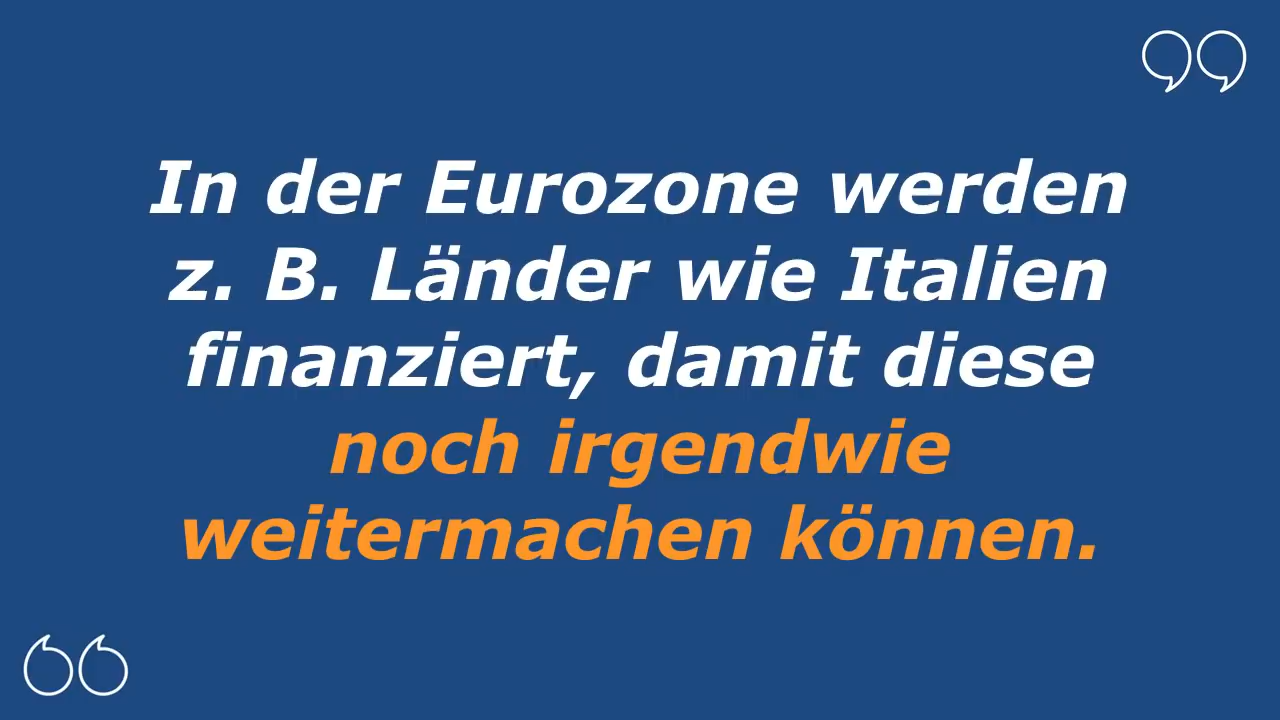 In der Eurozone werden
z. B. Länder wie Italien
finanziert, damit diese
noch irgendwie
weitermachen können.